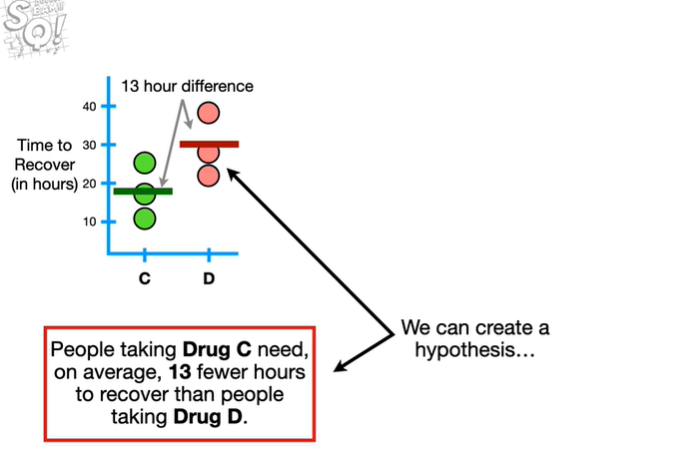 SQ!
13 hour difference
40
Time to
Recover
(in hours)
30
20
10
C
D
We can create a
hypothesis…
People taking Drug C need,
on average, 13 fewer hours
to recover than people
taking Drug D.